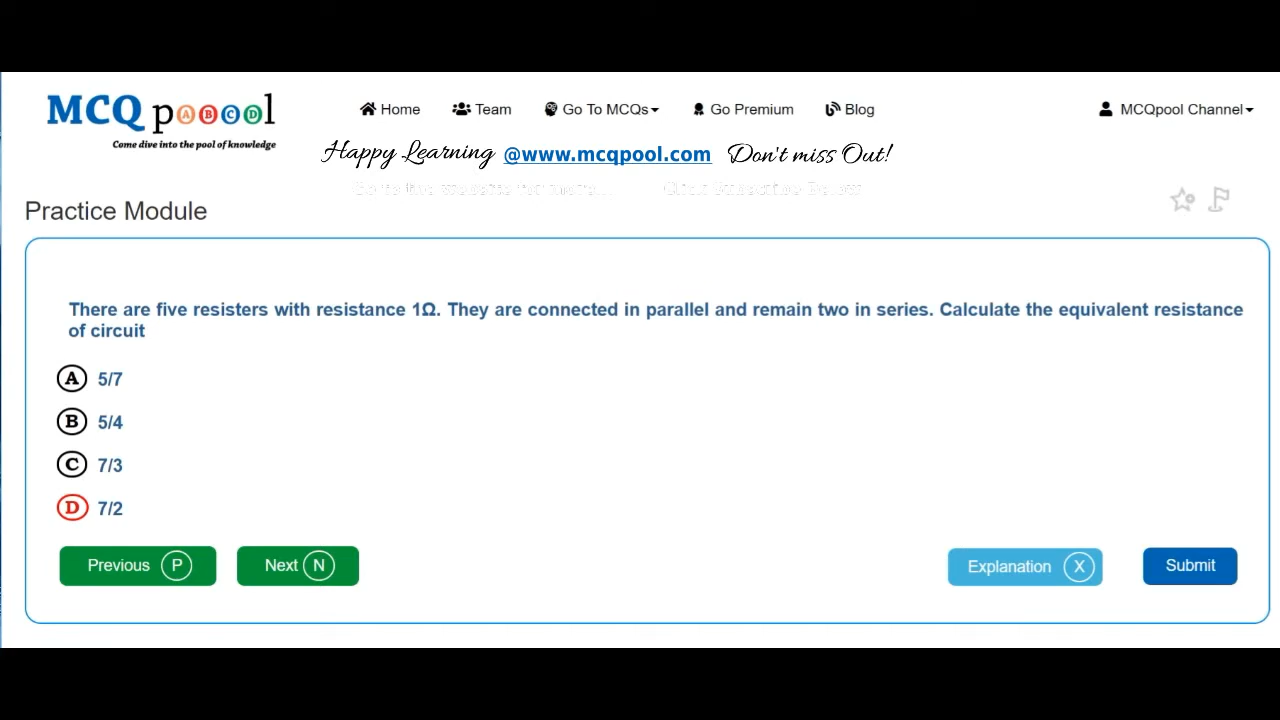 MCQ pABCDl
Come dive into the pool of knowledge
Home Team Go To MCQs Go Premium Blog MCQpool Channel
Happy Learning @www.mcqpool.com Don't miss Out!
Practice Module
There are five resisters with resistance 1Ω. They are connected in parallel and remain two in series. Calculate the equivalent resistance
of circuit
A 5/7
B 5/4
C 7/3
D 7/2
Previous P Next N Explanation X Submit